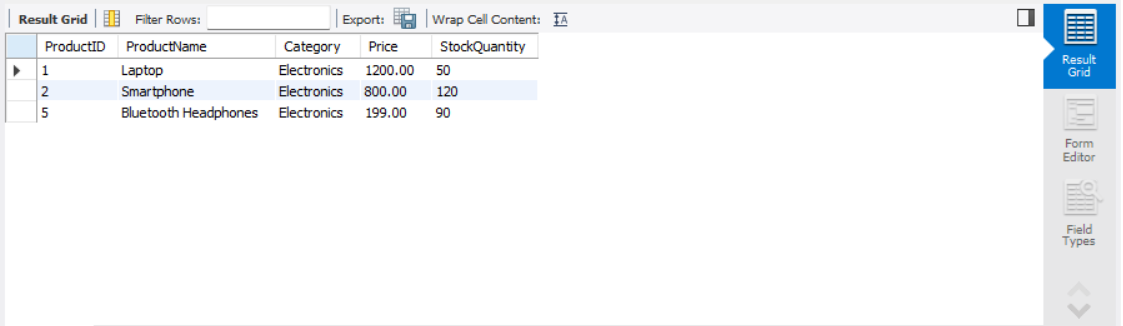 Result Grid Filter Rows: Export: Wrap Cell Content: IA
ProductID ProductName Category Price StockQuantity
1 Laptop Electronics 1200.00 50
2 Smartphone Electronics 800.00 120
5 Bluetooth Headphones Electronics 199.00 90
Result
Grid
Form
Editor
Field
Types